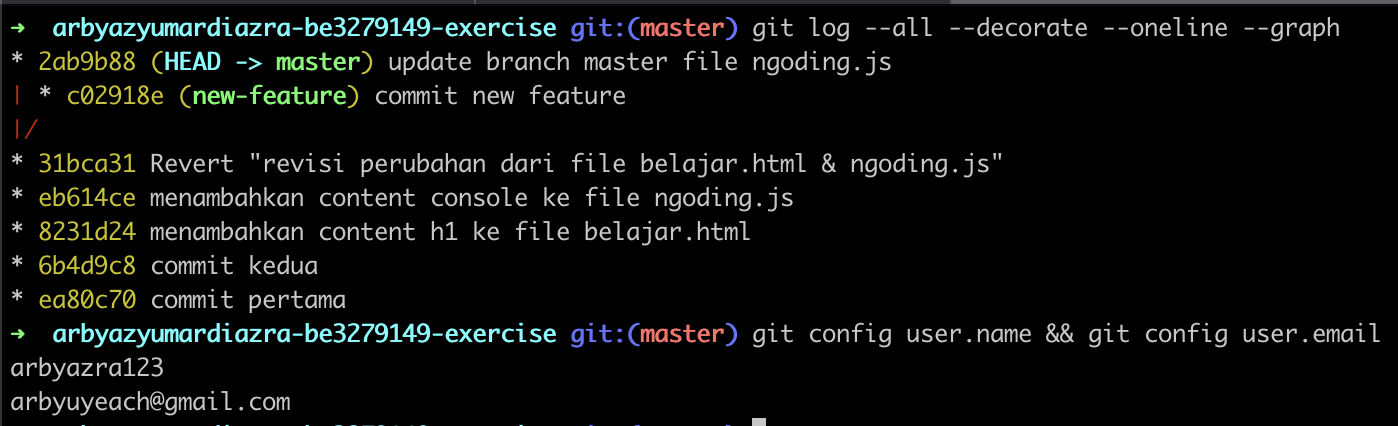 ➜  arbyazyumardiazra-be3279149-exercise git:(master) git log --all --decorate --oneline --graph
* 2ab9b88 (HEAD -> master) update branch master file ngoding.js
| * c02918e (new-feature) commit new feature
|/
* 31bca31 Revert "revisi perubahan dari file belajar.html & ngoding.js"
* eb614ce menambahkan content console ke file ngoding.js
* 8231d24 menambahkan content h1 ke file belajar.html
* 6b4d9c8 commit kedua
* ea80c70 commit pertama
➜  arbyazyumardiazra-be3279149-exercise git:(master) git config user.name && git config user.email
arbyazra123
arbyuyeach@gmail.com